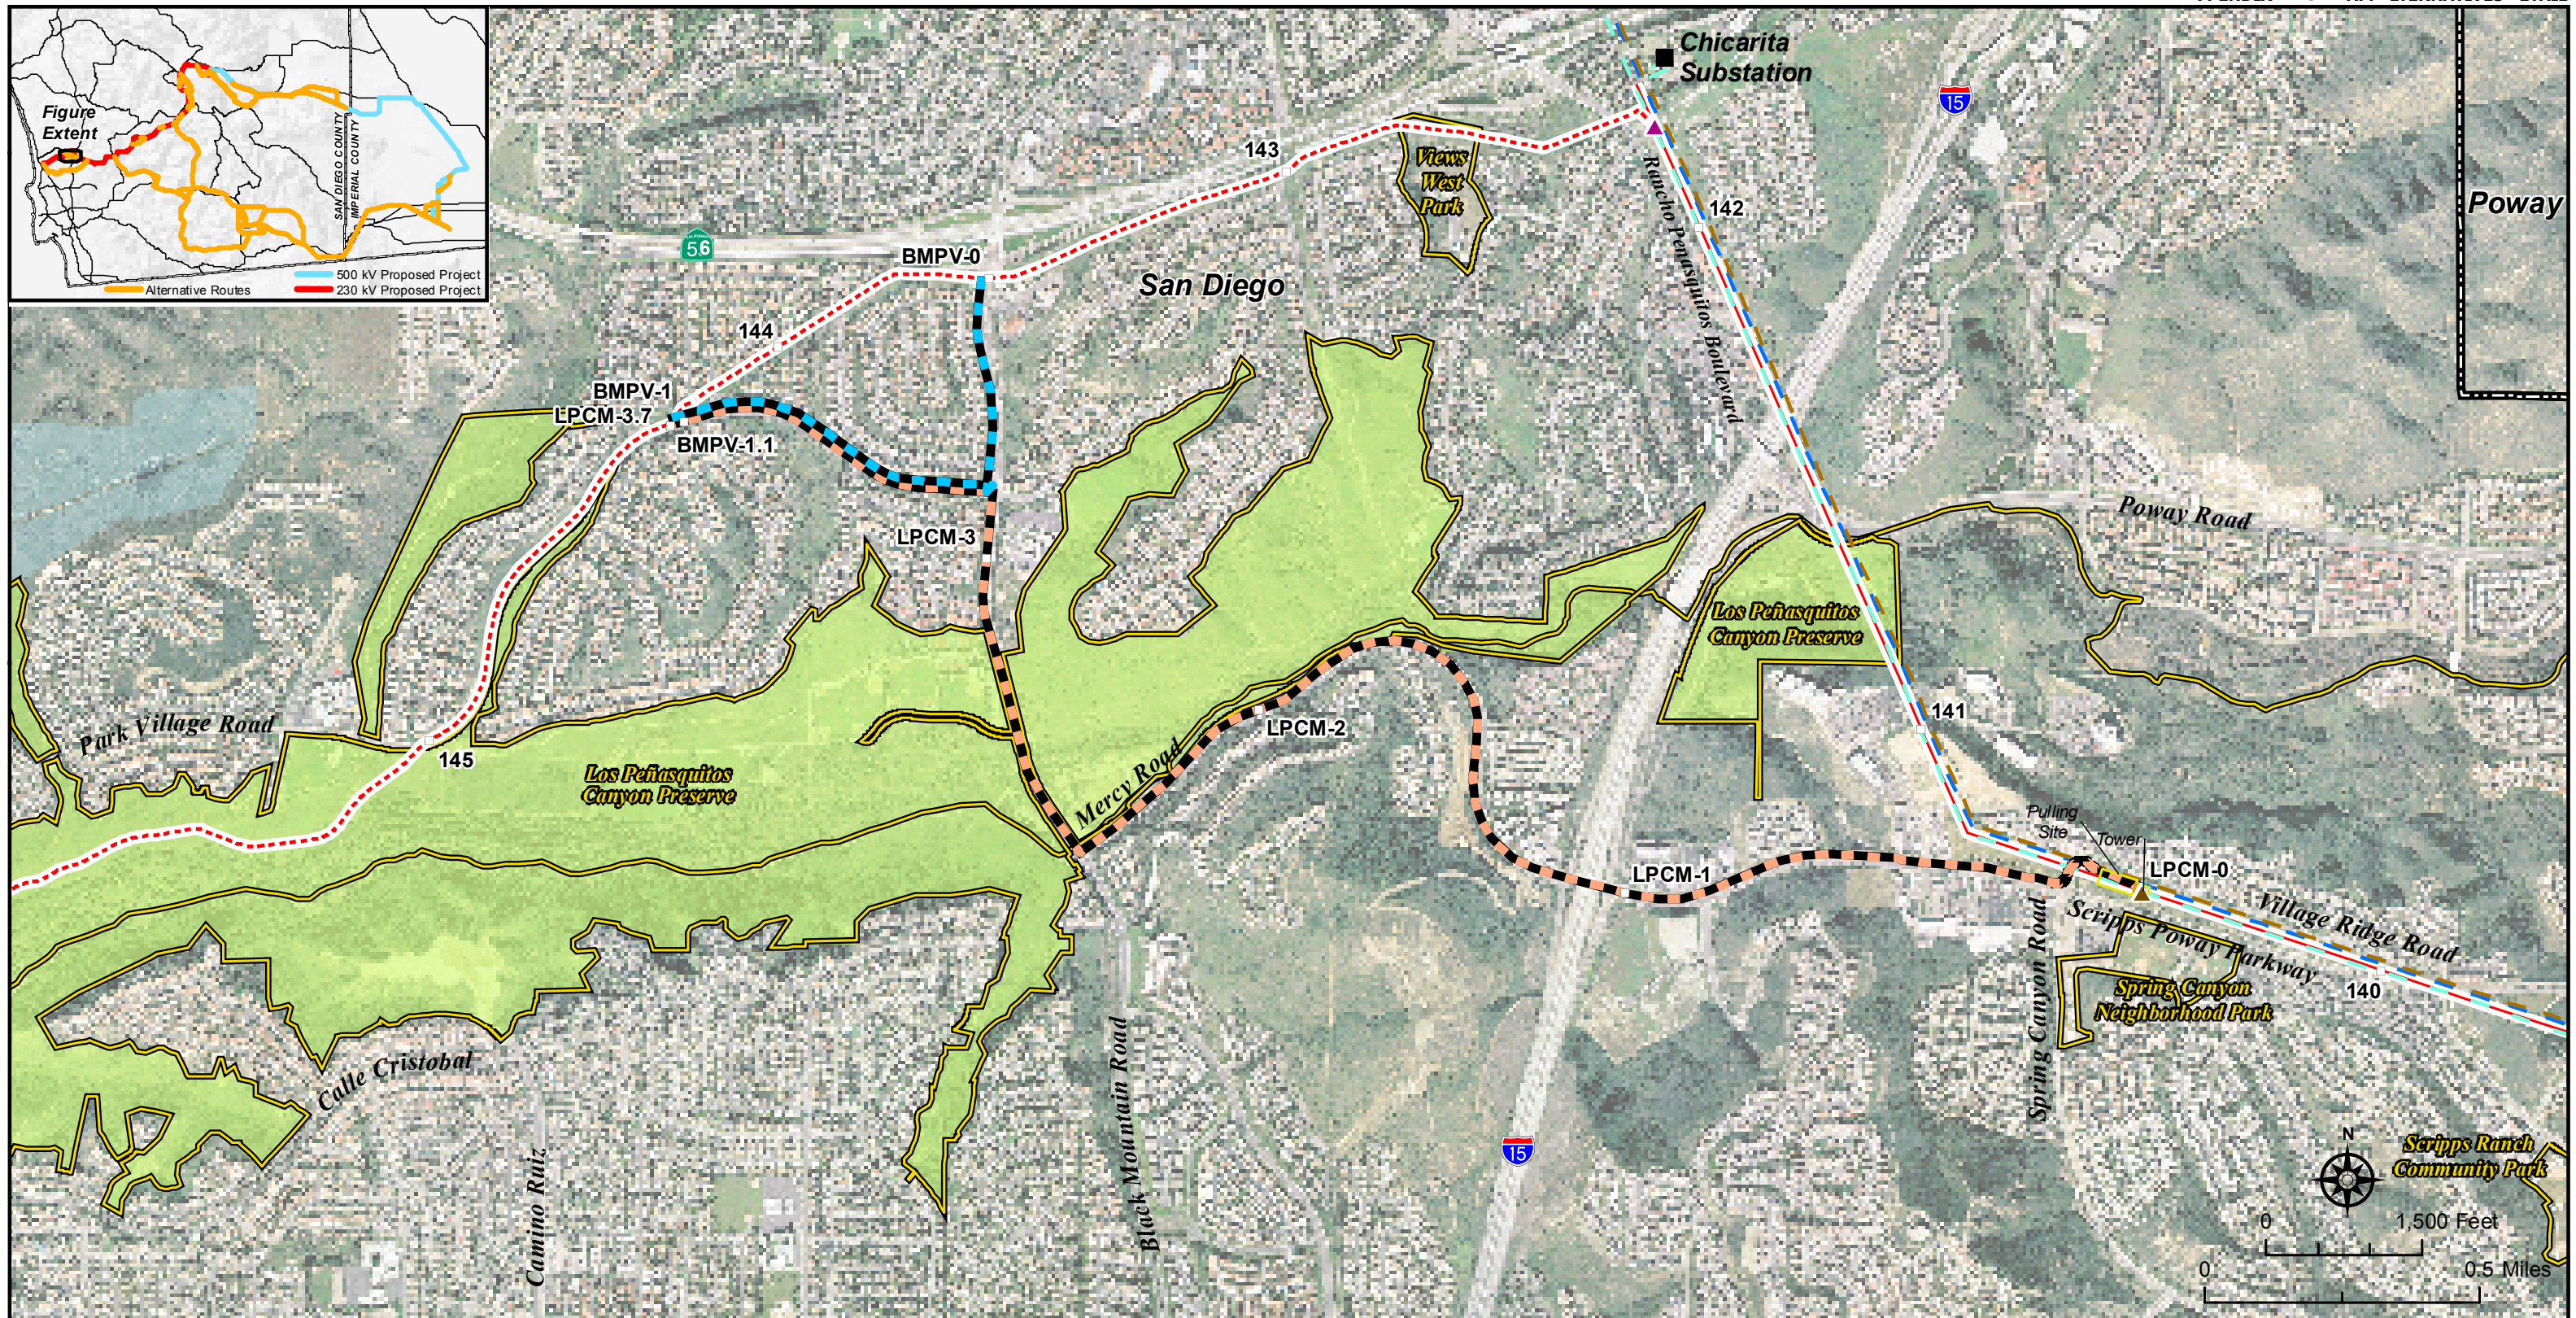 Figure
Extent
SAN DIEGO COUNTY
IMPERIAL COUNTY
500 kV Proposed Project
Alternative Routes
230 kV Proposed Project
Chicarita
Substation
15
143
Views
West
Park
Rancho Peñasquitos Boulevard
142
Poway
CALIFORNIA
56
BMPV-0
San Diego
144
BMPV-1
LPCM-3.7
BMPV-1.1
LPCM-3
Poway Road
Los Peñasquitos
Canyon Preserve
Park Village Road
145
Los Peñasquitos
Canyon Preserve
Mercy Road
LPCM-2
141
Pulling
Site
Tower
LPCM-1
LPCM-0
Village Ridge Road
Scripps Poway Parkway
Spring Canyon Road
Spring Canyon
Neighborhood Park
140
Calle Cristobal
Camino Ruiz
Black Mountain Road
15
N
Scripps Ranch
Community Park
0 1,500 Feet
0 0.5 Miles